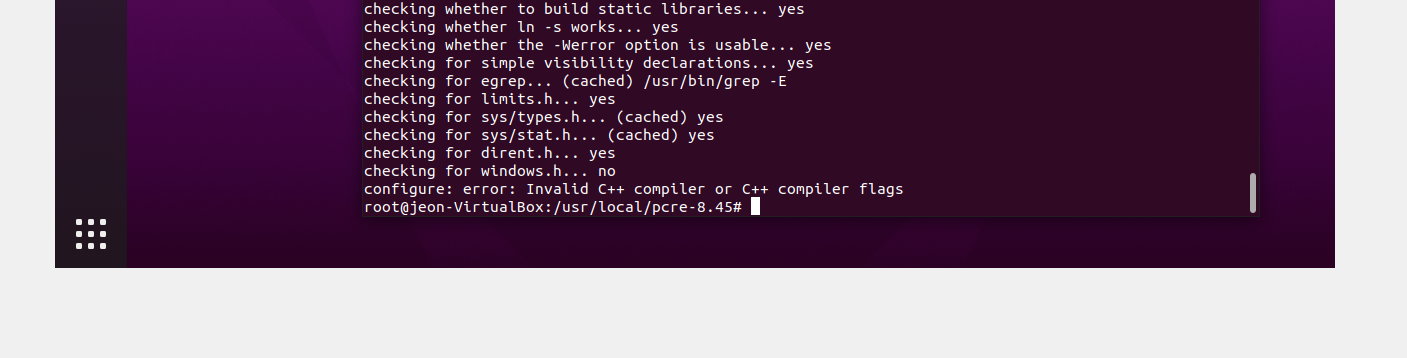 checking whether to build static libraries... yes
checking whether ln -s works... yes
checking whether the -Werror option is usable... yes
checking for simple visibility declarations... yes
checking for egrep... (cached) /usr/bin/grep -E
checking for limits.h... yes
checking for sys/types.h... (cached) yes
checking for sys/stat.h... (cached) yes
checking for dirent.h... yes
checking for windows.h... no
configure: error: Invalid C++ compiler or C++ compiler flags
root@jeon-VirtualBox:/usr/local/pcre-8.45#